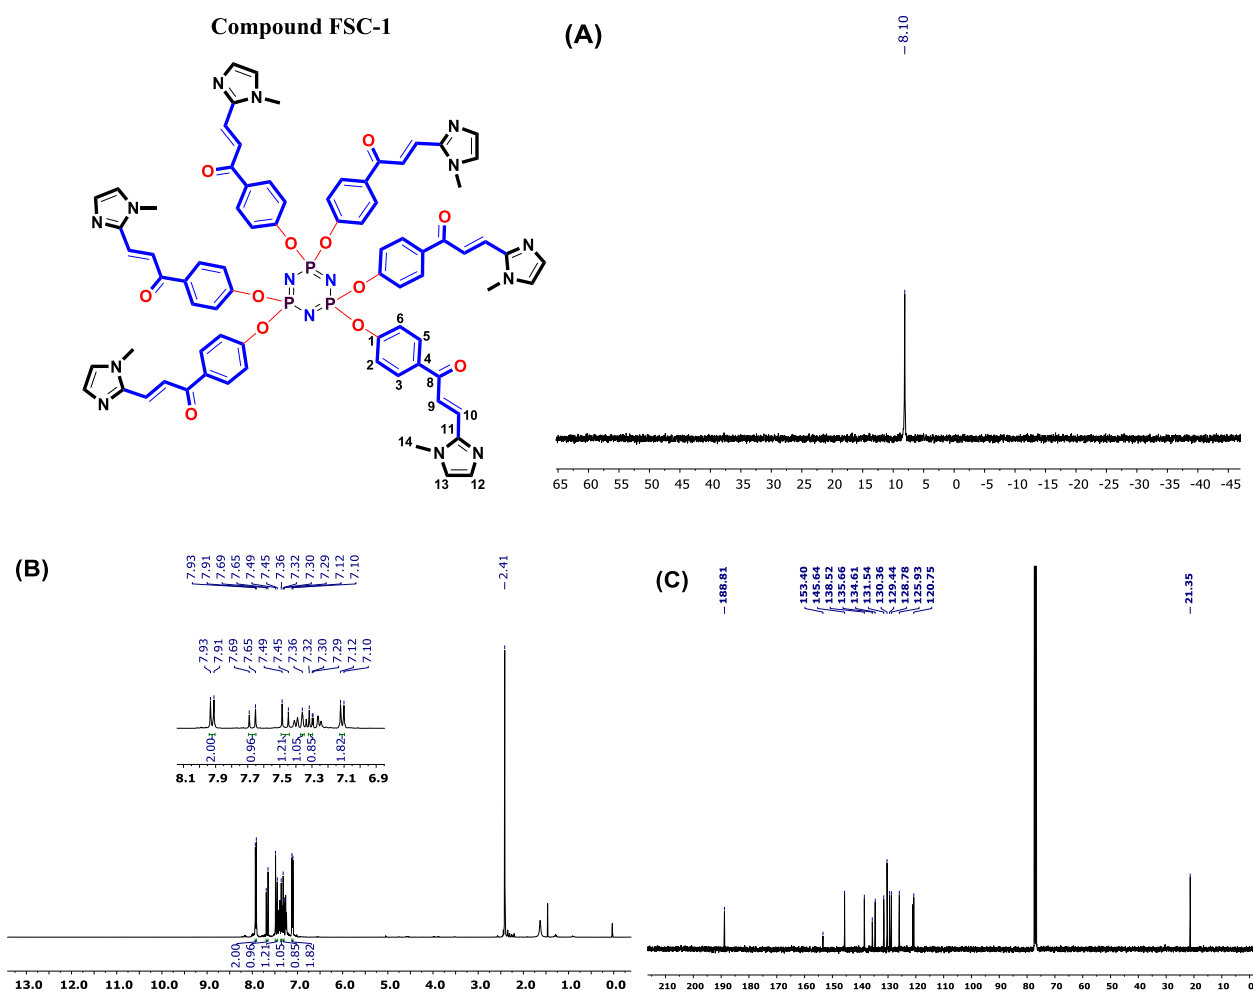 Compound FSC-1
(A)
– 8.10
N
N
O
N
N
O
N
N
O
O
O
N
N
O
O
O
P
N
N
P
P
N
O
O
N
N
O
1
2
3
4
5
6
8
O
9
10
11
14
N
N
13
12
65 60 55 50 45 40 35 30 25 20 15 10 5 0 -5 -10 -15 -20 -25 -30 -35 -40 -45
(B)
7.93
7.91
7.69
7.65
7.49
7.45
7.36
7.32
7.30
7.29
7.12
7.10
– 2.41
7.93
7.91
7.69
7.65
7.49
7.45
7.36
7.32
7.30
7.29
7.12
7.10
2.00
0.96
1.21
1.05
0.85
1.82
8.1 7.9 7.7 7.5 7.3 7.1 6.9
2.00
0.96
1.21
1.05
0.85
1.82
13.0 12.0 11.0 10.0 9.0 8.0 7.0 6.0 5.0 4.0 3.0 2.0 1.0 0.0
(C)
–188.81
153.40
145.64
138.52
135.66
134.61
131.54
130.36
129.44
128.78
125.93
120.75
– 21.35
210 200 190 180 170 160 150 140 130 120 110 100 90 80 70 60 50 40 30 20 10 0